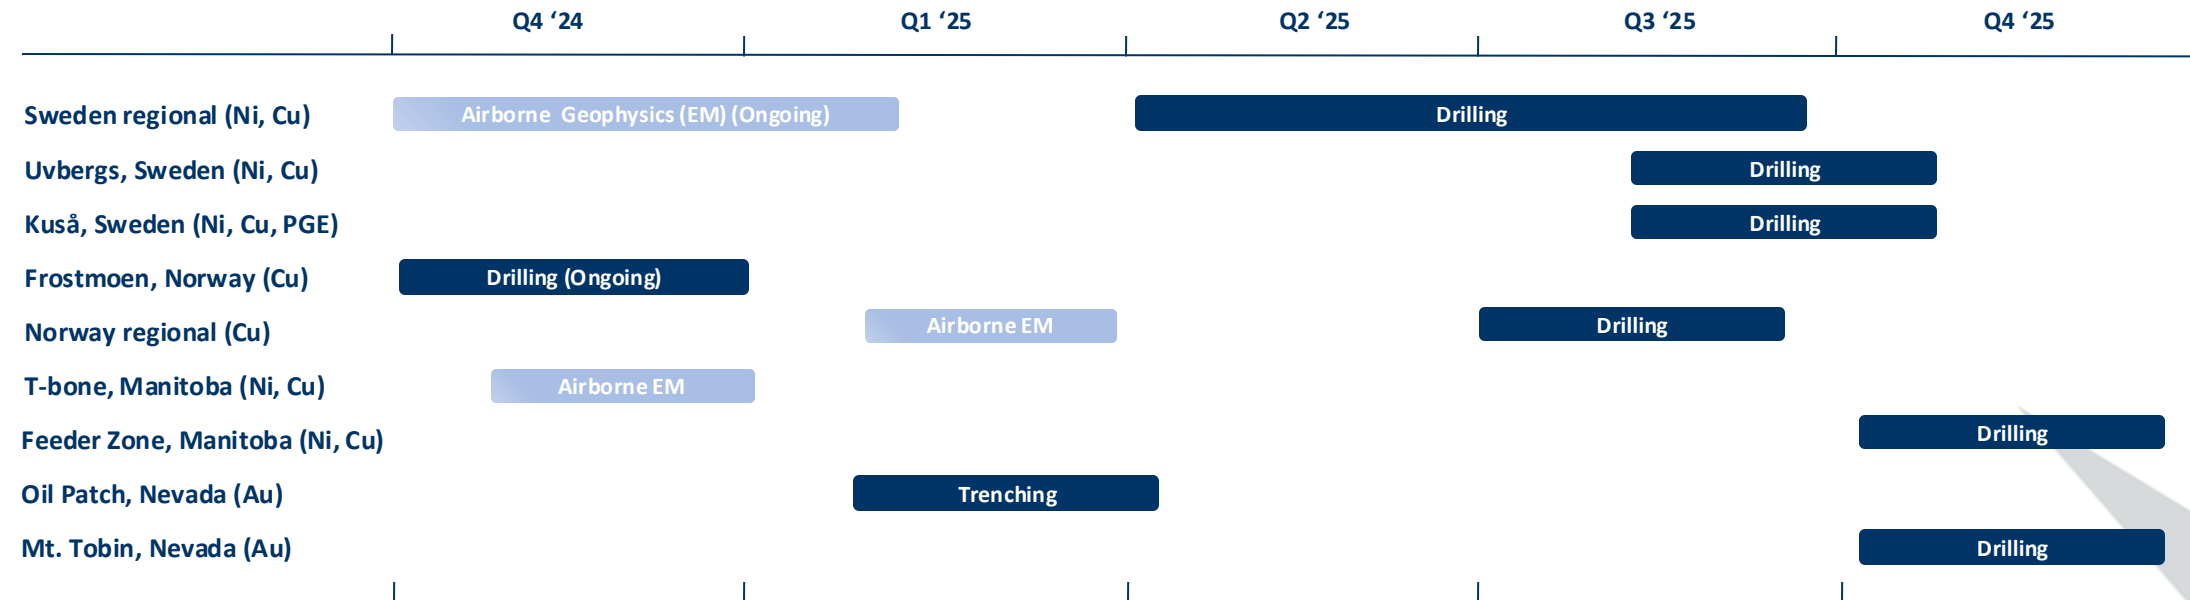 Q4 ‘24 Q1 ‘25 Q2 ‘25 Q3 ‘25 Q4 ‘25
Sweden regional (Ni, Cu) Airborne Geophysics (EM) (Ongoing) Drilling
Uvbergs, Sweden (Ni, Cu) Drilling
Kuså, Sweden (Ni, Cu, PGE) Drilling
Frostmoen, Norway (Cu) Drilling (Ongoing)
Norway regional (Cu) Airborne EM Drilling
T-bone, Manitoba (Ni, Cu) Airborne EM
Feeder Zone, Manitoba (Ni, Cu) Drilling
Oil Patch, Nevada (Au) Trenching
Mt. Tobin, Nevada (Au) Drilling